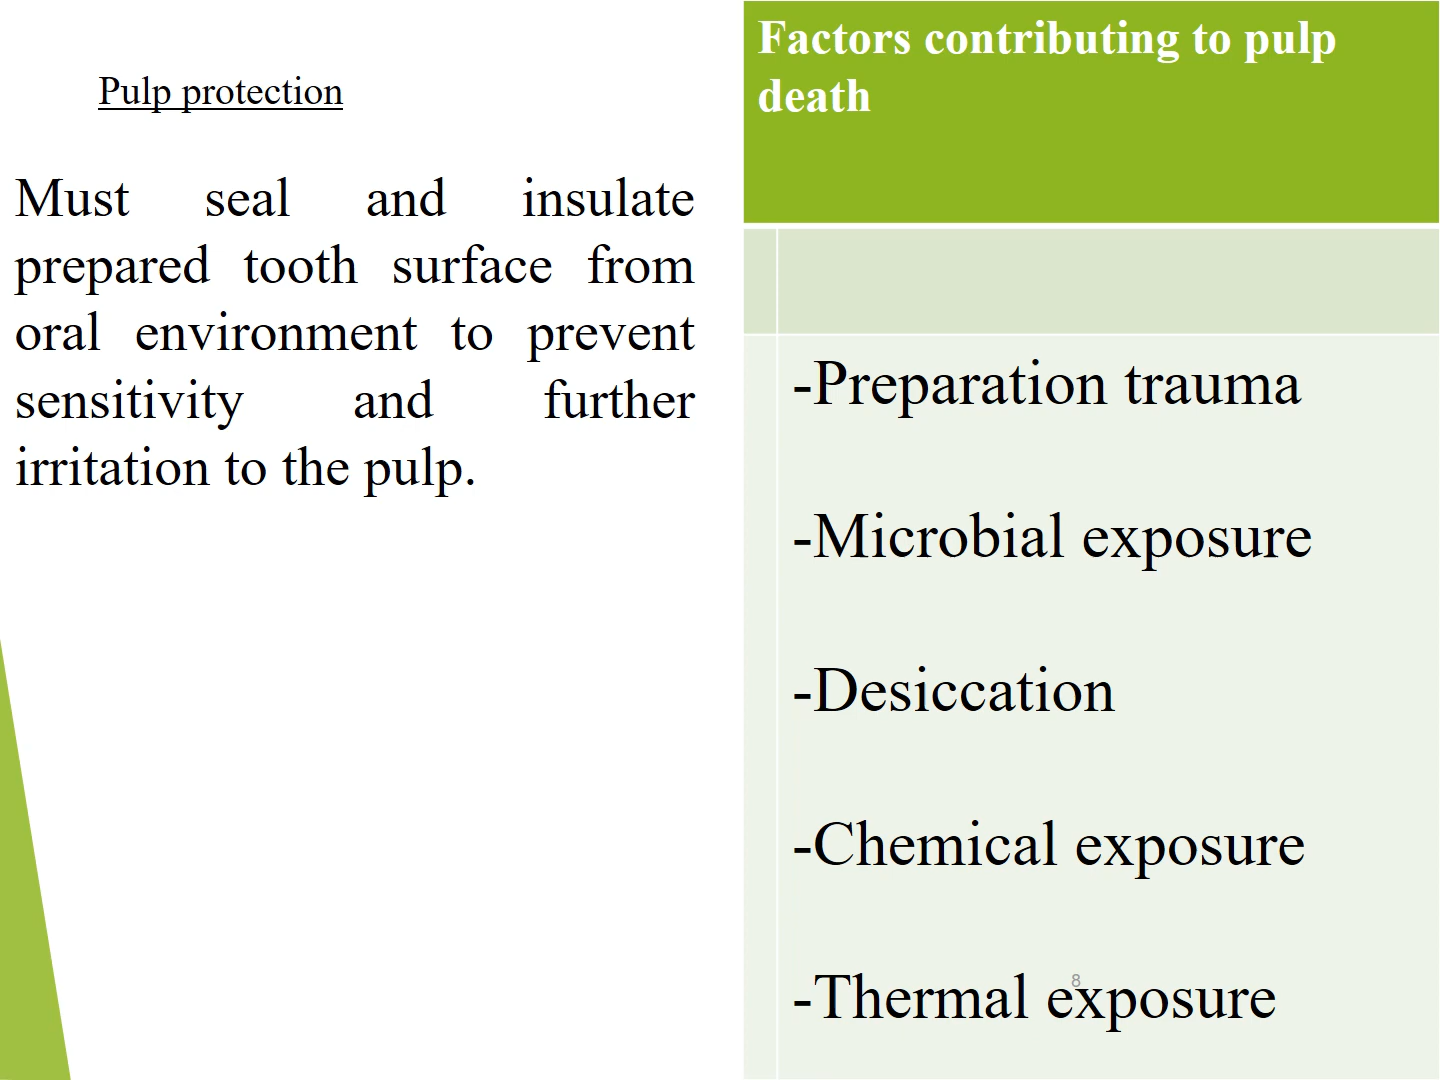 Pulp protection
Must seal and insulate
prepared tooth surface from
oral environment to prevent
sensitivity and further
irritation to the pulp.
Factors contributing to pulp
death
-Preparation trauma
-Microbial exposure
-Desiccation
-Chemical exposure
-Thermal exposure
8